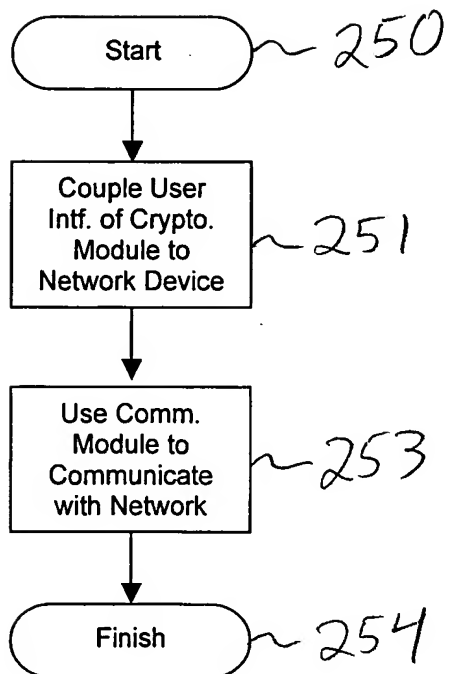 Start 250
Couple User
Intf. of Crypto.
Module to 251
Network Device
Use Comm.
Module to
Communicate 253
with Network
Finish 254